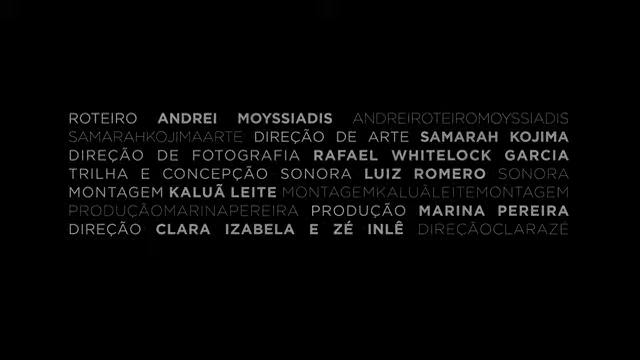 ROTEIRO ANDREI MOYSSIADIS ANDREIROTEIROMOYSSIADIS
SAMARAHKOJIMAARTE DIREÇÃO DE ARTE SAMARAH KOJIMA
DIREÇÃO DE FOTOGRAFIA RAFAEL WHITELOCK GARCIA
TRILHA E CONCEPÇÃO SONORA LUIZ ROMERO SONORA
MONTAGEM KALUÃ LEITE MONTAGEMKALUÃLEITEMONTAGEM
PRODUÇÃOMARINAPEREIRA PRODUÇÃO MARINA PEREIRA
DIREÇÃO CLARA IZABELA E ZÉ INLÊ DIREÇÃOCLARAZÉ